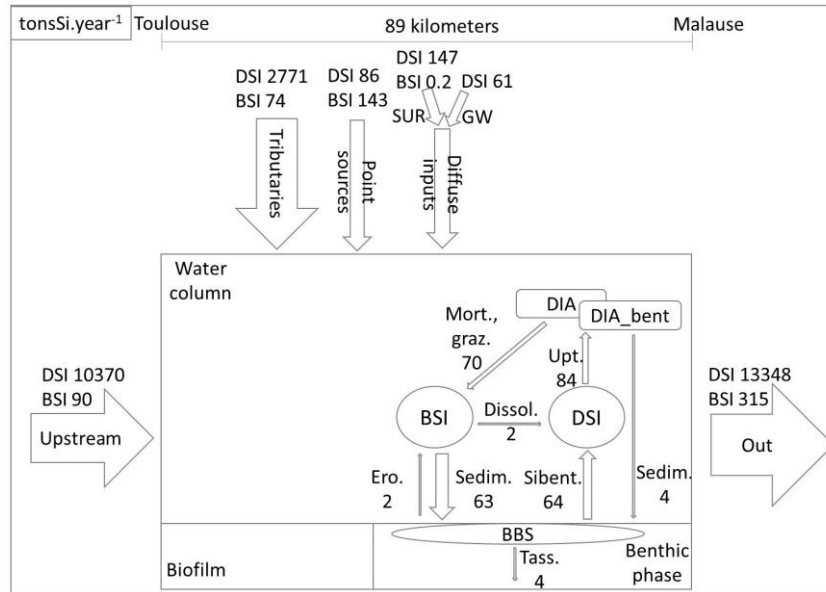 tonsSi.year-1
Toulouse
89 kilometers
Malause
DSI 2771
BSI 74
DSI 86
BSI 143
DSI 147
BSI 0.2
DSI 61
SUR
GW
Tributaries
Point
sources
Diffuse
inputs
Water
column
DIA
DIA_bent
Mort.,
graz.
70
Upt.
84
DSI 10370
BSI 90
Upstream
BSI
Dissol.
2
DSI
DSI 13348
BSI 315
Out
Ero.
2
Sedim.
63
Sibent.
64
Sedim.
4
BBS
Biofilm
Tass.
4
Benthic
phase